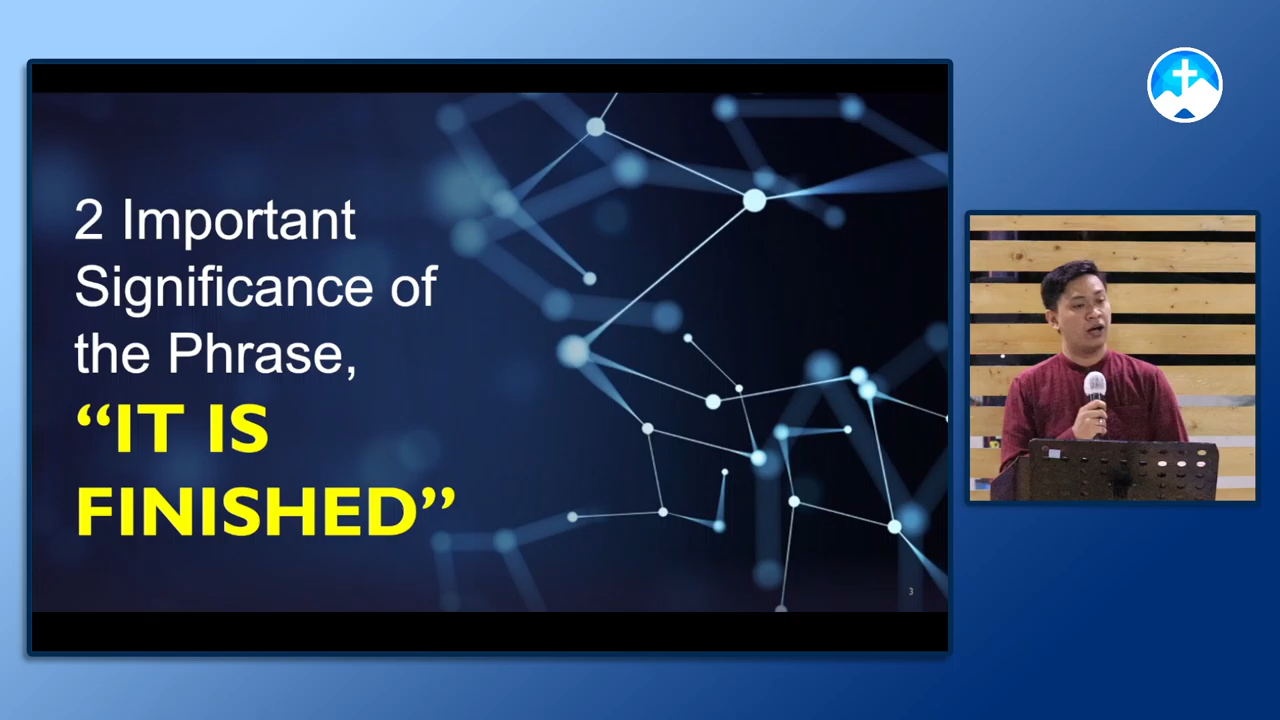 2 Important
Significance of
the Phrase,
“IT IS
FINISHED”
3